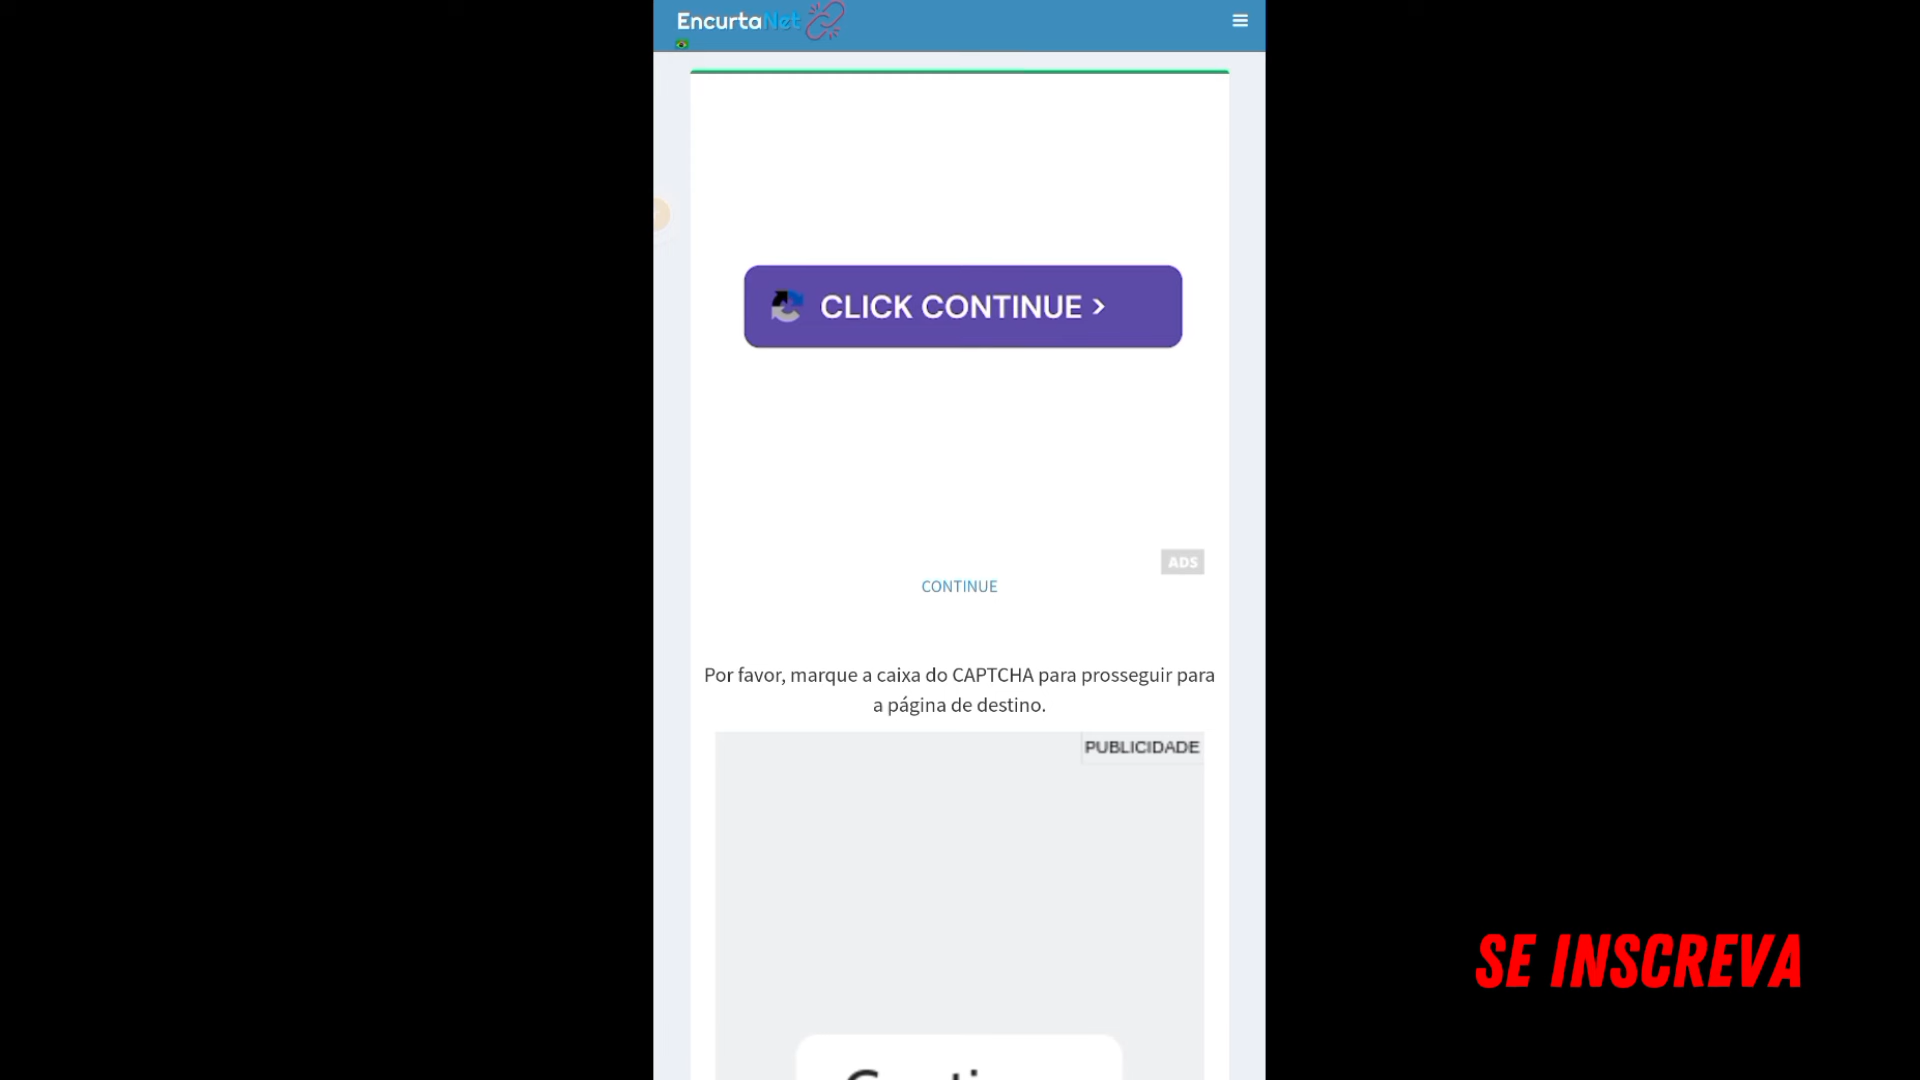 EncurtaNet
CLICK CONTINUE >
ADS
CONTINUE
Por favor, marque a caixa do CAPTCHA para prosseguir para
a página de destino.
PUBLICIDADE
SE INSCREVA